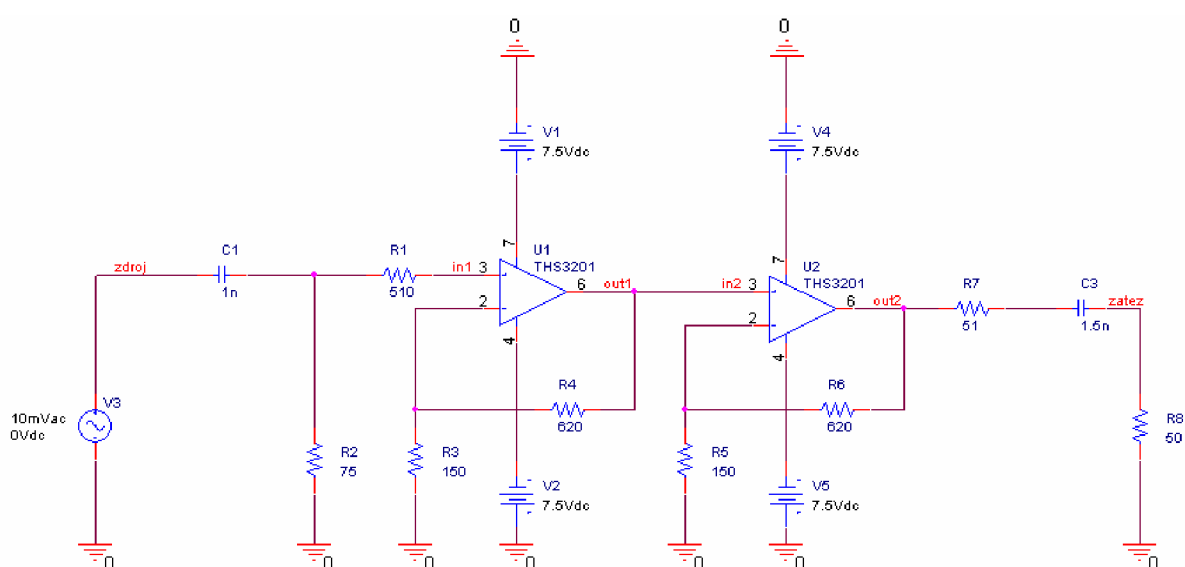 0
0
V1
7.5Vdc
V4
7.5Vdc
zdroj
C1
1n
R1
510
in1
3
2
7
4
6
U1
THS3201
out1
in2
3
2
7
4
6
U2
THS3201
out2
R7
51
C3
1.5n
zatez
R4
620
R6
620
10mVac
0Vdc
V3
R2
75
R3
150
V2
7.5Vdc
R5
150
V5
7.5Vdc
R8
50
0
0
0
0
0
0
0